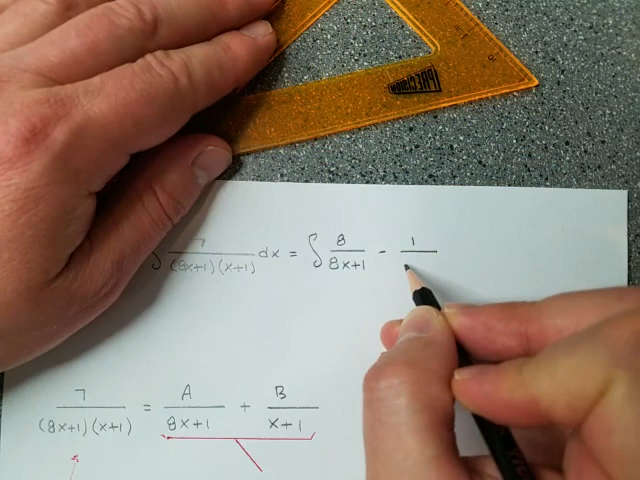 PRECISION
∫ 7 / (8x+1)(x+1) dx = ∫ 8 / 8x+1 - 1 /
7 / (8x+1)(x+1) = A / 8x+1 + B / x+1